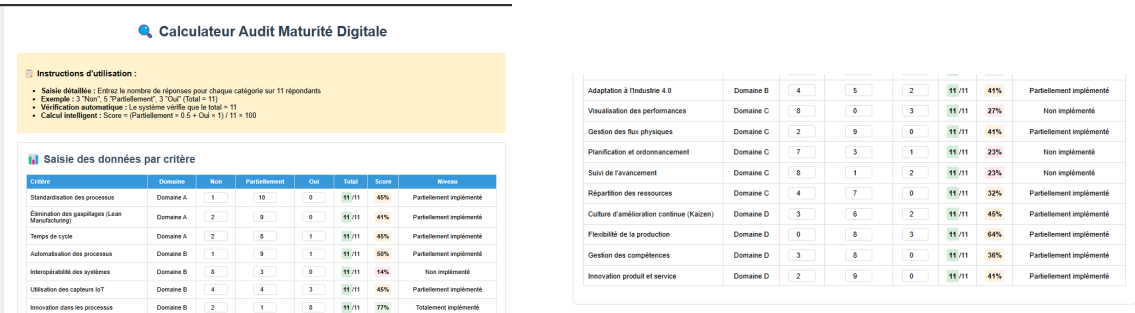 Calculateur Audit Maturité Digitale
Instructions d'utilisation :
Saisie détaillée : Entrez le nombre de réponses pour chaque catégorie sur 11 répondants
Exemple : 3 "Non", 5 "Partiellement", 3 "Oui" (Total = 11)
Vérification automatique : Le système vérifie que le total = 11
Calcul intelligent : Score = (Partiellement × 0.5 + Oui × 1) / 11 × 100
Saisie des données par critère
Critère Domaine Non Partiellement Oui Total Score Niveau
Standardisation des processus Domaine A 1 10 0 11 /11 45% Partiellement implémenté
Élimination des gaspillages (Lean Manufacturing) Domaine A 2 9 0 11 /11 41% Partiellement implémenté
Temps de cycle Domaine A 2 8 1 11 /11 45% Partiellement implémenté
Automatisation des processus Domaine B 1 9 1 11 /11 50% Partiellement implémenté
Interopérabilité des systèmes Domaine B 8 3 0 11 /11 14% Non implémenté
Utilisation des capteurs IoT Domaine B 4 4 3 11 /11 45% Partiellement implémenté
Innovation dans les processus Domaine B 2 1 8 11 /11 77% Totalement implémenté
Adaptation à l'Industrie 4.0 Domaine B 4 5 2 11 /11 41% Partiellement implémenté
Visualisation des performances Domaine C 8 0 3 11 /11 27% Non implémenté
Gestion des flux physiques Domaine C 2 9 0 11 /11 41% Partiellement implémenté
Planification et ordonnancement Domaine C 7 3 1 11 /11 23% Non implémenté
Suivi de l'avancement Domaine C 8 1 2 11 /11 23% Non implémenté
Répartition des ressources Domaine C 4 7 0 11 /11 32% Partiellement implémenté
Culture d'amélioration continue (Kaizen) Domaine D 3 6 2 11 /11 45% Partiellement implémenté
Flexibilité de la production Domaine D 0 8 3 11 /11 64% Partiellement implémenté
Gestion des compétences Domaine D 3 8 0 11 /11 36% Partiellement implémenté
Innovation produit et service Domaine D 2 9 0 11 /11 41% Partiellement implémenté